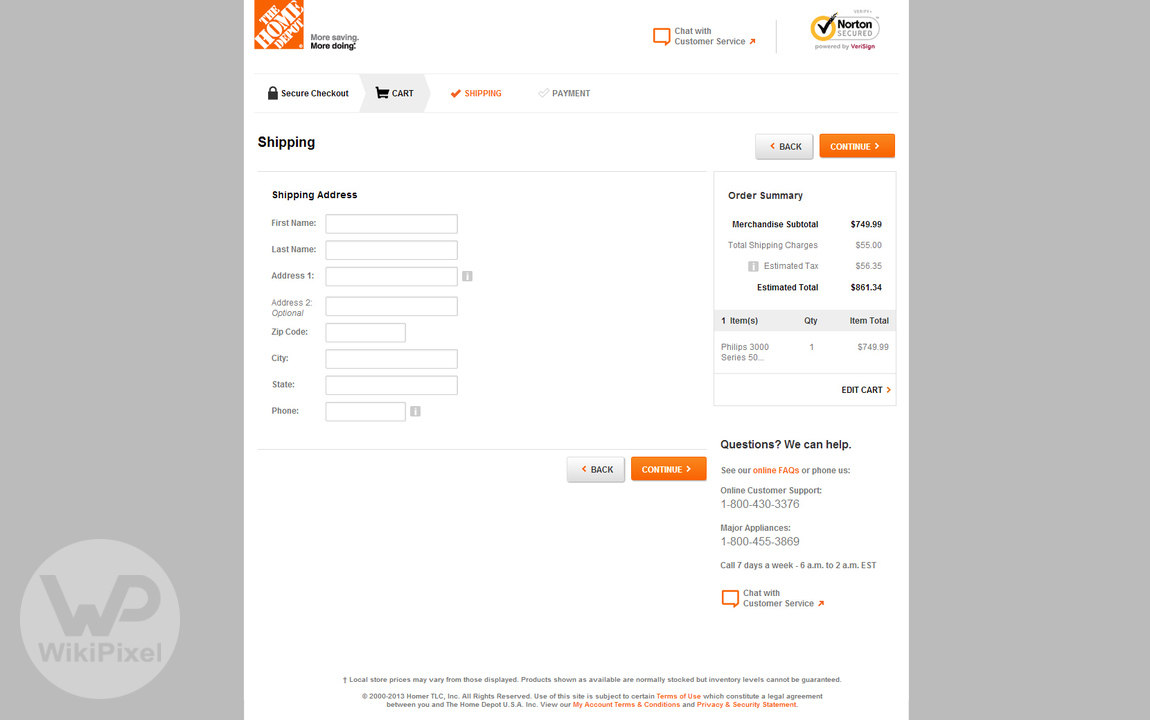 THE HOME DEPOT
More saving.
More doing.
Chat with
Customer Service
VERIFY
Norton
SECURED
powered by VeriSign
Secure Checkout
CART
SHIPPING
PAYMENT
Shipping
BACK
CONTINUE
Shipping Address
First Name:
Last Name:
Address 1:
Address 2:
Optional
Zip Code:
City:
State:
Phone:
BACK
CONTINUE
Order Summary
Merchandise Subtotal $749.99
Total Shipping Charges $55.00
Estimated Tax $56.35
Estimated Total $861.34
1 Item(s) Qty Item Total
Philips 3000 1 $749.99
Series 50...
EDIT CART
Questions? We can help.
See our online FAQs or phone us:
Online Customer Support:
1-800-430-3376
Major Appliances:
1-800-455-3869
Call 7 days a week - 6 a.m. to 2 a.m. EST
Chat with
Customer Service
WP
WikiPixel
† Local store prices may vary from those displayed. Products shown as available are normally stocked but inventory levels cannot be guaranteed.
© 2000-2013 Homer TLC, Inc. All Rights Reserved. Use of this site is subject to certain Terms of Use which constitute a legal agreement
between you and The Home Depot U.S.A. Inc. View our My Account Terms & Conditions and Privacy & Security Statement.